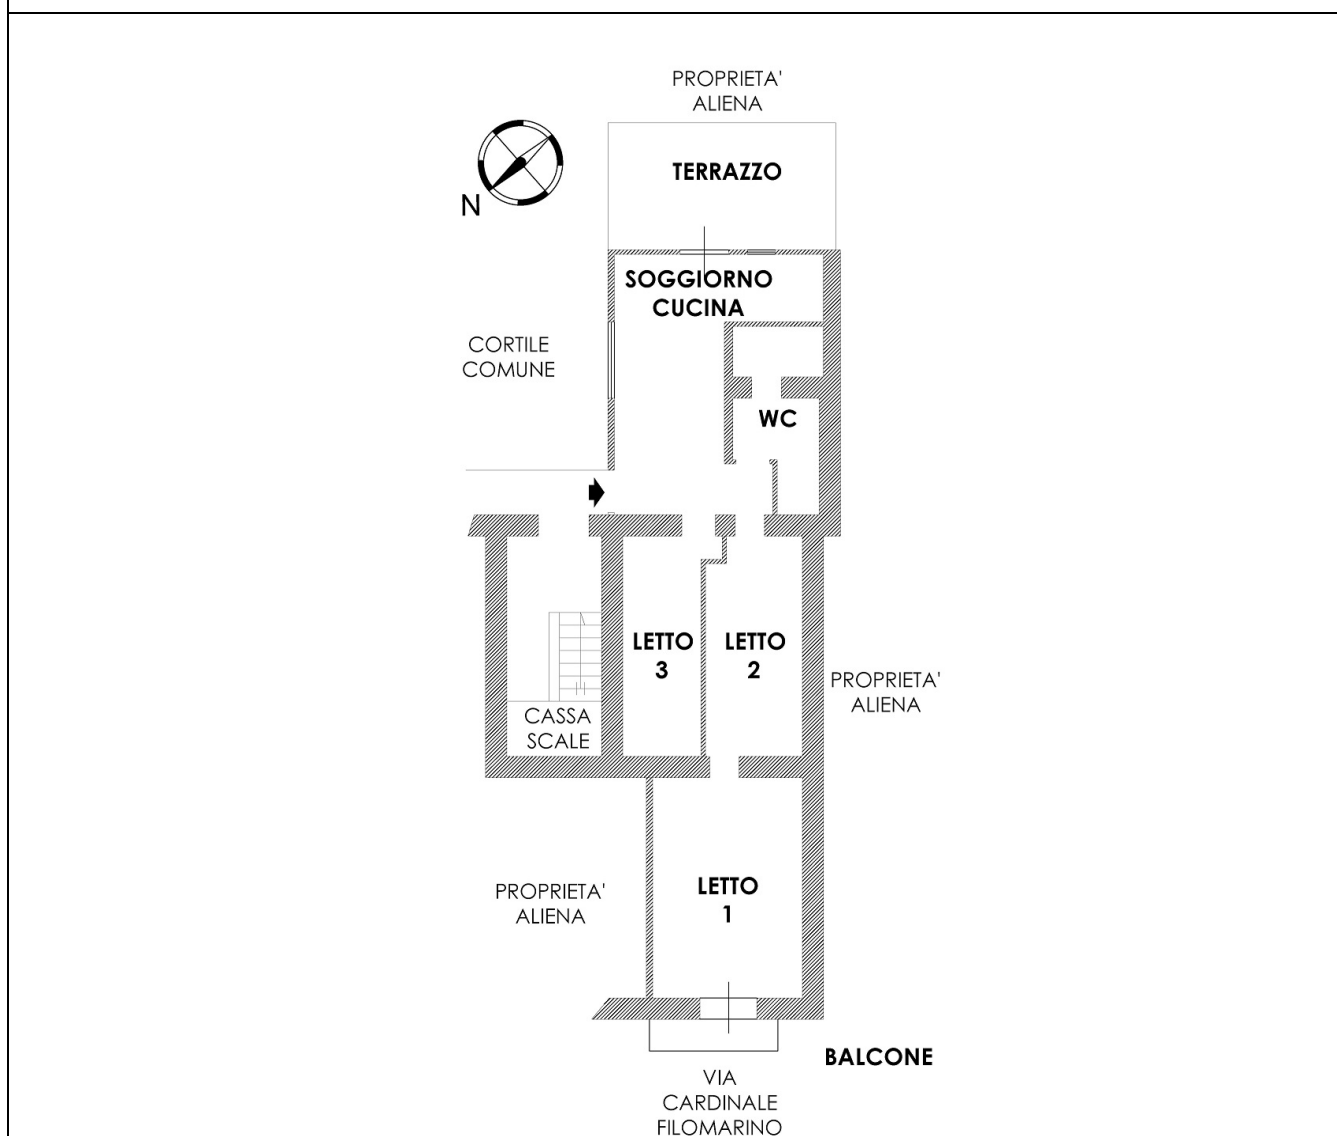 PROPRIETA'
ALIENA
TERRAZZO
N
SOGGIORNO
CUCINA
CORTILE
COMUNE
WC
LETTO
3
LETTO
2
PROPRIETA'
ALIENA
CASSA
SCALE
PROPRIETA'
ALIENA
LETTO
1
BALCONE
VIA
CARDINALE
FILOMARINO